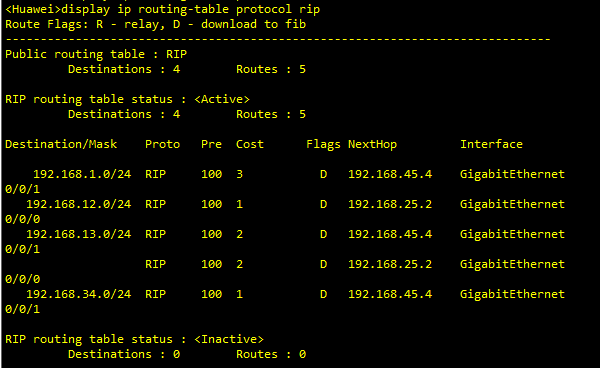 <Huawei>display ip routing-table protocol rip
Route Flags: R - relay, D - download to fib
------------------------------------------------------------------------------
Public routing table : RIP
         Destinations : 4        Routes : 5

RIP routing table status : <Active>
         Destinations : 4        Routes : 5

Destination/Mask    Proto   Pre  Cost      Flags NextHop         Interface

    192.168.1.0/24  RIP     100  3           D   192.168.45.4    GigabitEthernet
0/0/1
   192.168.12.0/24  RIP     100  1           D   192.168.25.2    GigabitEthernet
0/0/0
   192.168.13.0/24  RIP     100  2           D   192.168.45.4    GigabitEthernet
0/0/1
                    RIP     100  2           D   192.168.25.2    GigabitEthernet
0/0/0
   192.168.34.0/24  RIP     100  1           D   192.168.45.4    GigabitEthernet
0/0/1

RIP routing table status : <Inactive>
         Destinations : 0        Routes : 0